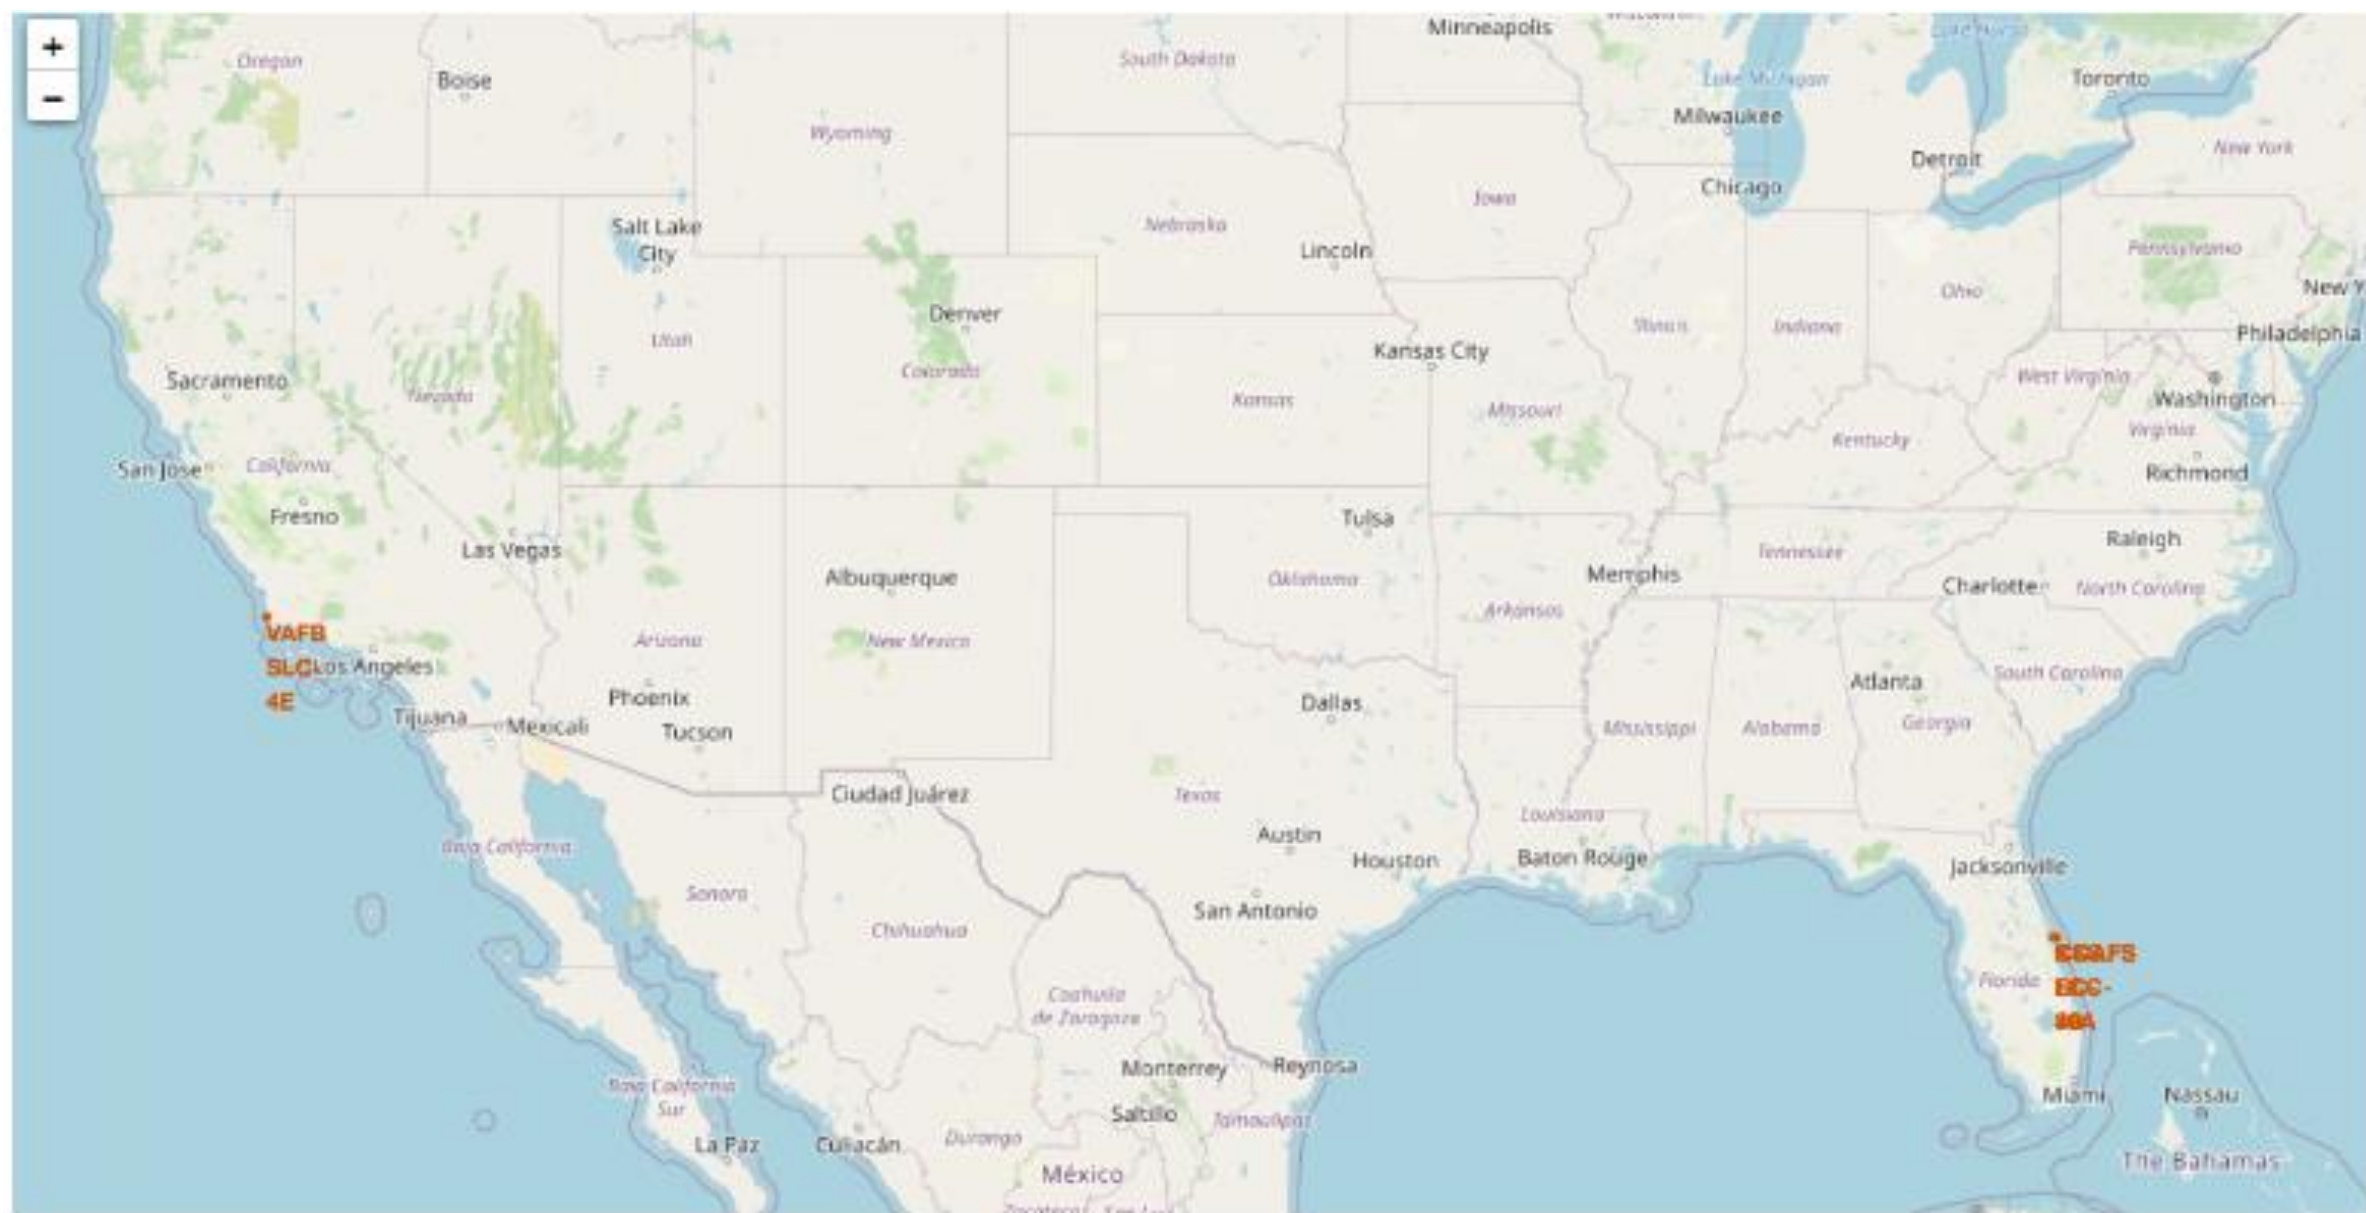 +
−
Minneapolis
Oregon
South Dakota
Boise
Lake Michigan
Toronto
Milwaukee
Wyoming
New York
Detroit
Chicago
Iowa
Salt Lake
City
Nebraska
Lincoln
Pennsylvania
Ohio
New Y
Denver
Illinois
Indiana
Philadelphia
Utah
Kansas City
Colorado
Sacramento
West Virginia
Nevada
Kansas
Washington
Missouri
Virginia
Kentucky
San Jose
California
Richmond
Fresno
Tulsa
Raleigh
Las Vegas
Tennessee
Albuquerque
Oklahoma
Memphis
Charlotte
North Carolina
Arkansas
VAFB
SLC
4E
Los Angeles
Arizona
New Mexico
South Carolina
Atlanta
Phoenix
Dallas
Tijuana
Mexicali
Tucson
Mississippi
Alabama
Georgia
Ciudad Juárez
Texas
Louisiana
Austin
Baja California
Houston
Baton Rouge
Jacksonville
Sonora
San Antonio
Chihuahua
Florida
Coahuila
de Zaragoza
Monterrey
Reynosa
Baja California
Sur
Miami
Nassau
Saltillo
Tamaulipas
La Paz
Culiacán
Durango
The Bahamas
México